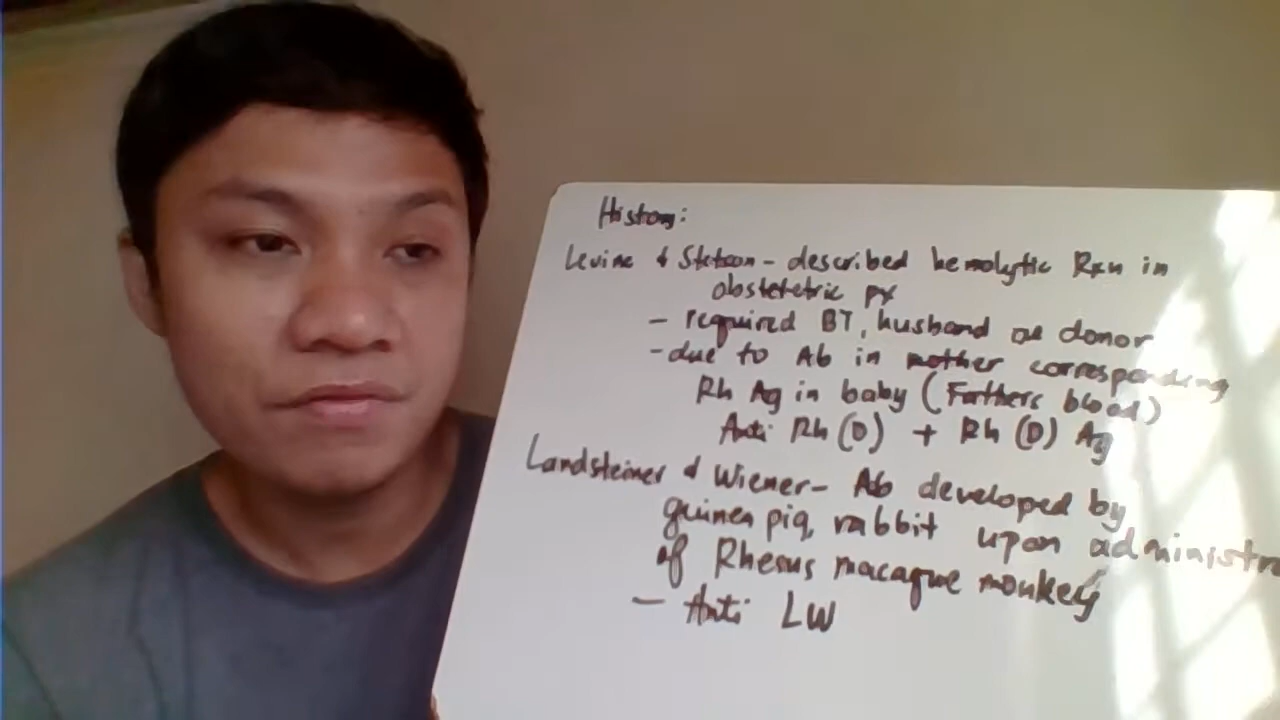 History:
Levine & Stetson - described hemolytic Rxn in
obstetetric px
- required BT, husband as donor
- due to Ab in mother corresponding
Rh Ag in baby (Fathers blood)
Anti Rh (D) + Rh (D) Ag
Landsteiner & Wiener - Ab developed by
guinea pig, rabbit upon administra
of Rhesus macaque monkey
- Anti LW